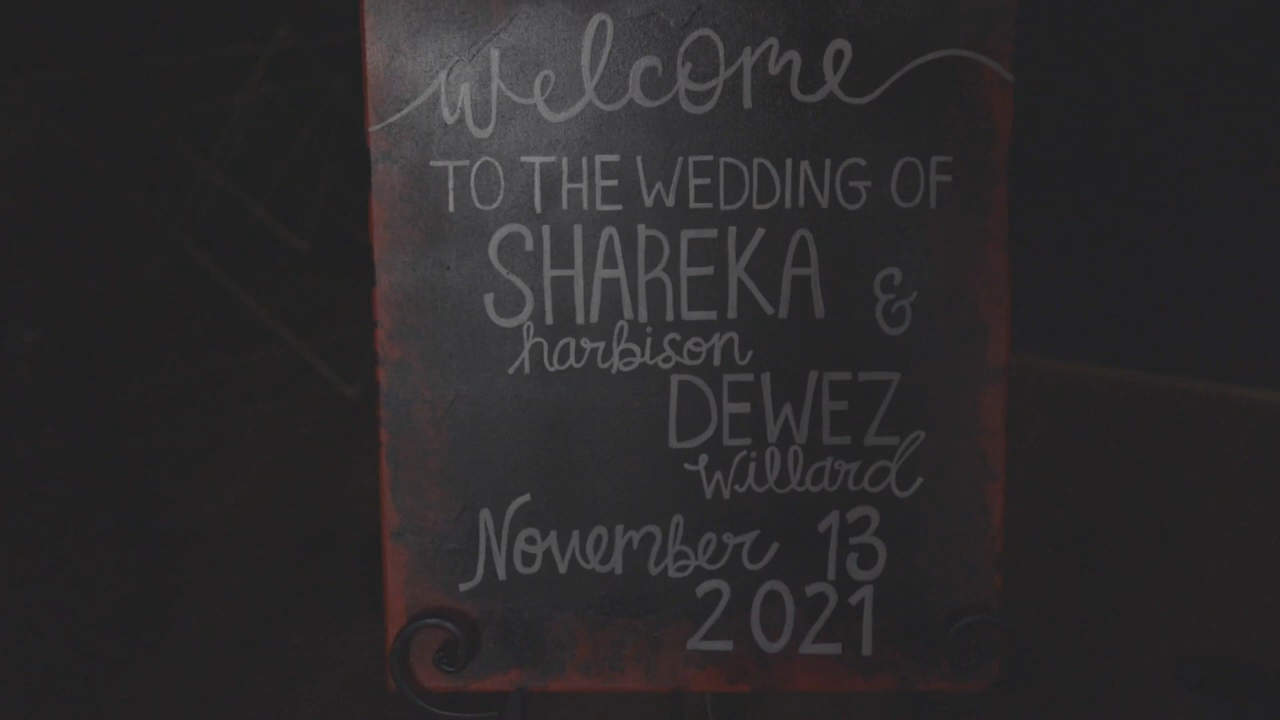 welcome
TO THE WEDDING OF
SHAREKA &
harbison
DEWEZ
willard
November 13
2021